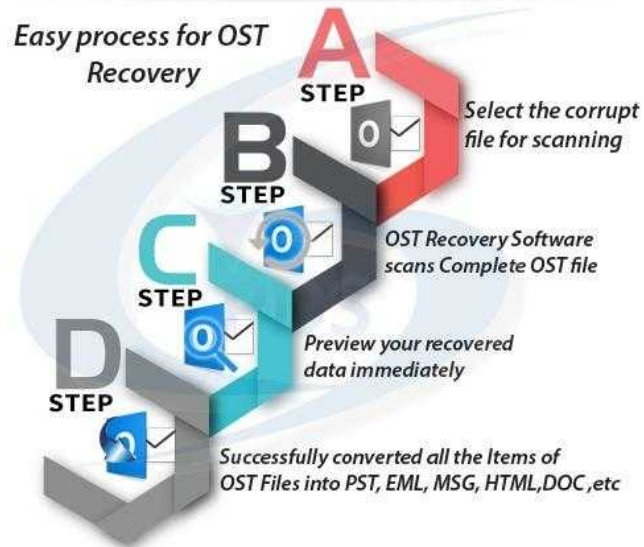 Easy process for OST
Recovery
A
STEP
Select the corrupt
file for scanning
B
STEP
OST Recovery Software
scans Complete OST file
C
STEP
Preview your recovered
data immediately
D
STEP
Successfully converted all the Items of
OST Files into PST, EML, MSG, HTML,DOC ,etc